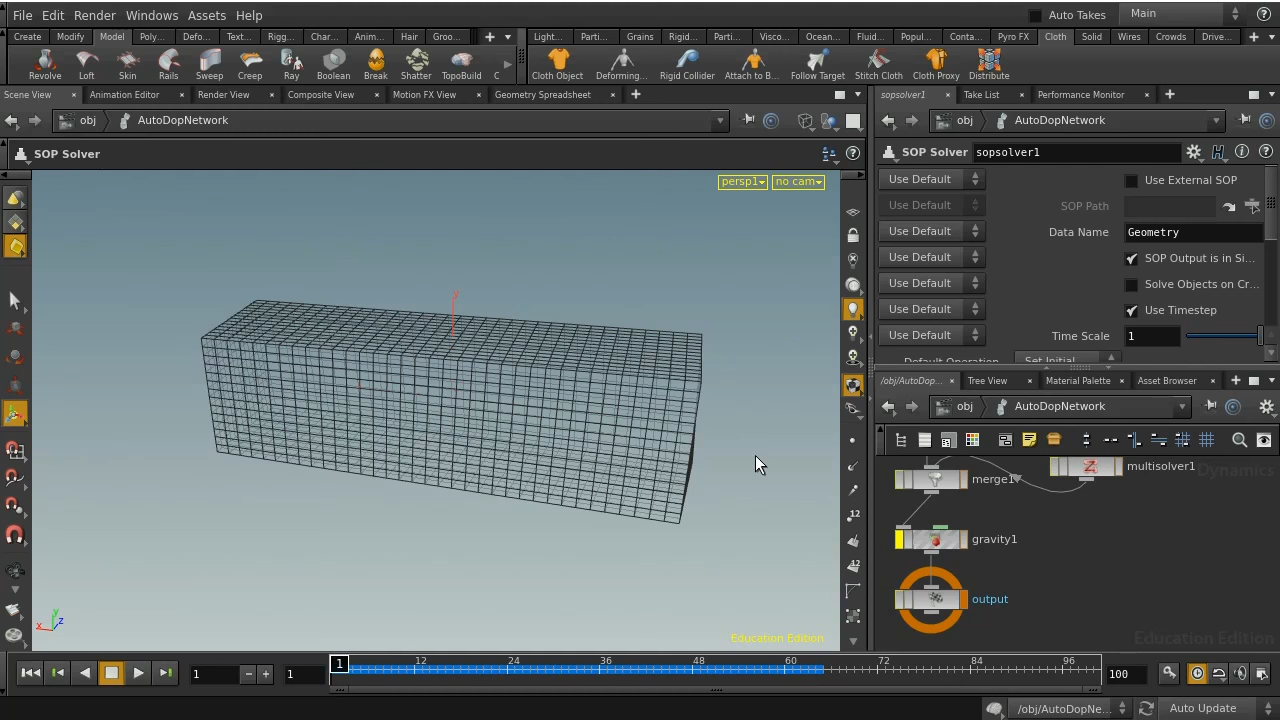 File Edit Render Windows Assets Help Auto Takes Main
Create Modify Model Poly... Defo... Text... Rigg... Char... Anim... Hair Groo... Light... Parti... Grains Rigid... Parti... Visco... Ocean... Fluid... Popul... Conta... Pyro FX Cloth Solid Wires Crowds Drive...
Revolve Loft Skin Rails Sweep Creep Ray Boolean Break Shatter TopoBuild C Cloth Object Deforming... Rigid Collider Attach to B... Follow Target Stitch Cloth Cloth Proxy Distribute
Scene View Animation Editor Render View Composite View Motion FX View Geometry Spreadsheet sopsolver1 Take List Performance Monitor
obj AutoDopNetwork obj AutoDopNetwork
SOP Solver SOP Solver sopsolver1
persp1 no cam
Use Default Use External SOP
Use Default SOP Path
Use Default Data Name Geometry
Use Default SOP Output is in Si...
Use Default Solve Objects on Cr...
Use Default Use Timestep
Use Default Time Scale 1
Default Operation Set Initial
/obj/AutoDop... Tree View Material Palette Asset Browser
obj AutoDopNetwork
y
12
12
merge1 multisolver1 Dynamics
gravity1
output
Education Edition
Education Edition
x y z
1 1 1 12 24 36 48 60 72 84 96 100
/obj/AutoDopNe... Auto Update